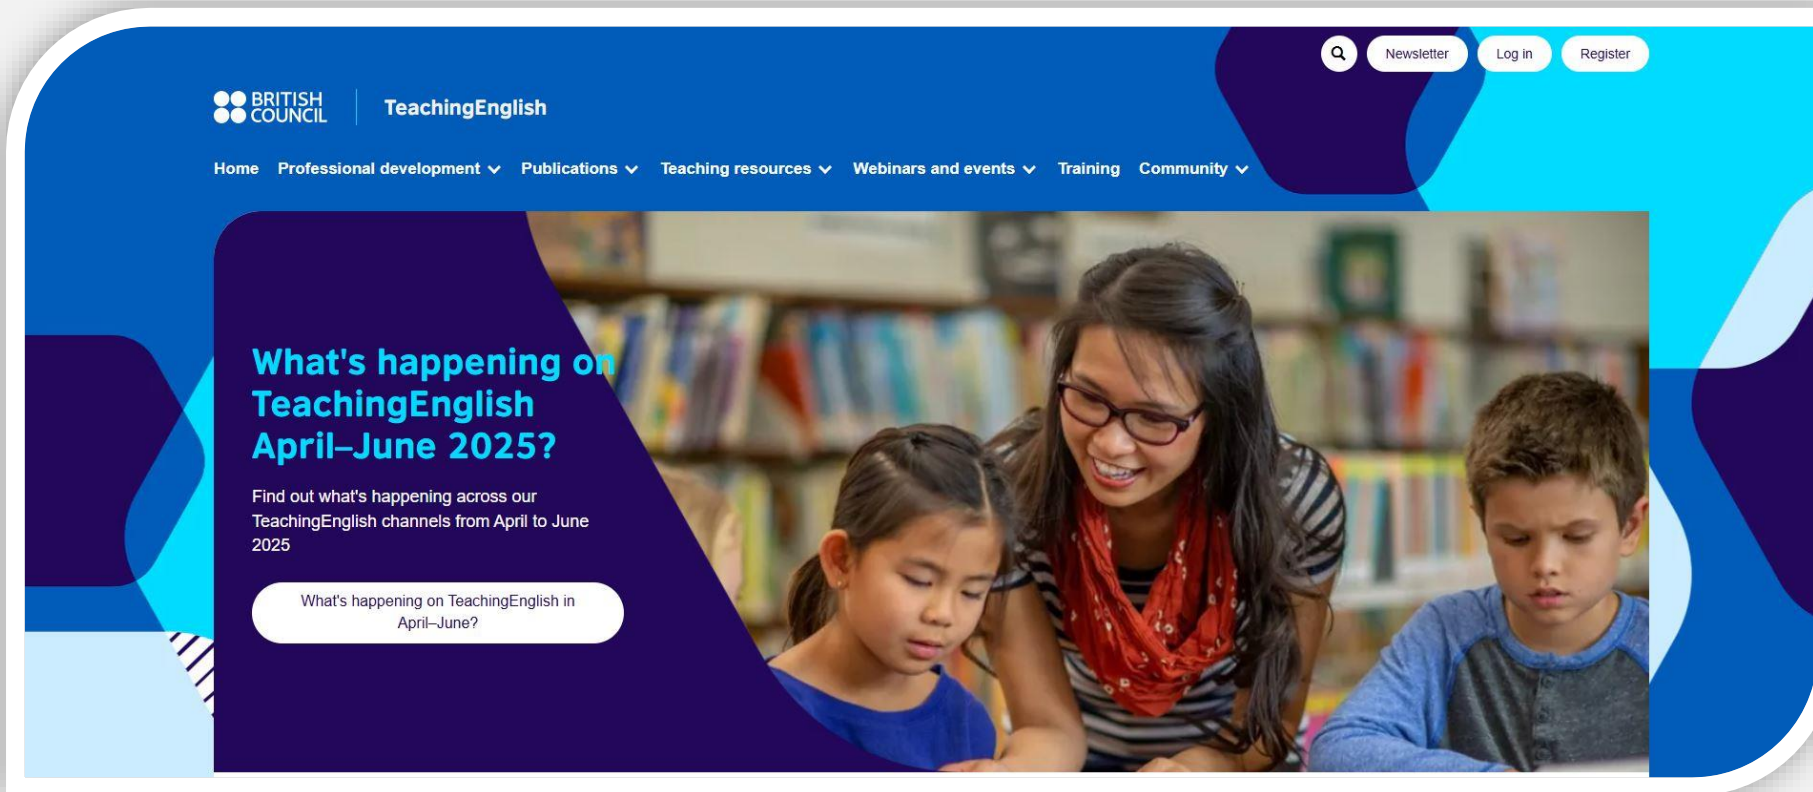 Newsletter
Log in
Register
BRITISH
COUNCIL
TeachingEnglish
Home
Professional development
Publications
Teaching resources
Webinars and events
Training
Community
What's happening on
TeachingEnglish
April–June 2025?
Find out what's happening across our
TeachingEnglish channels from April to June
2025
What's happening on TeachingEnglish in
April–June?